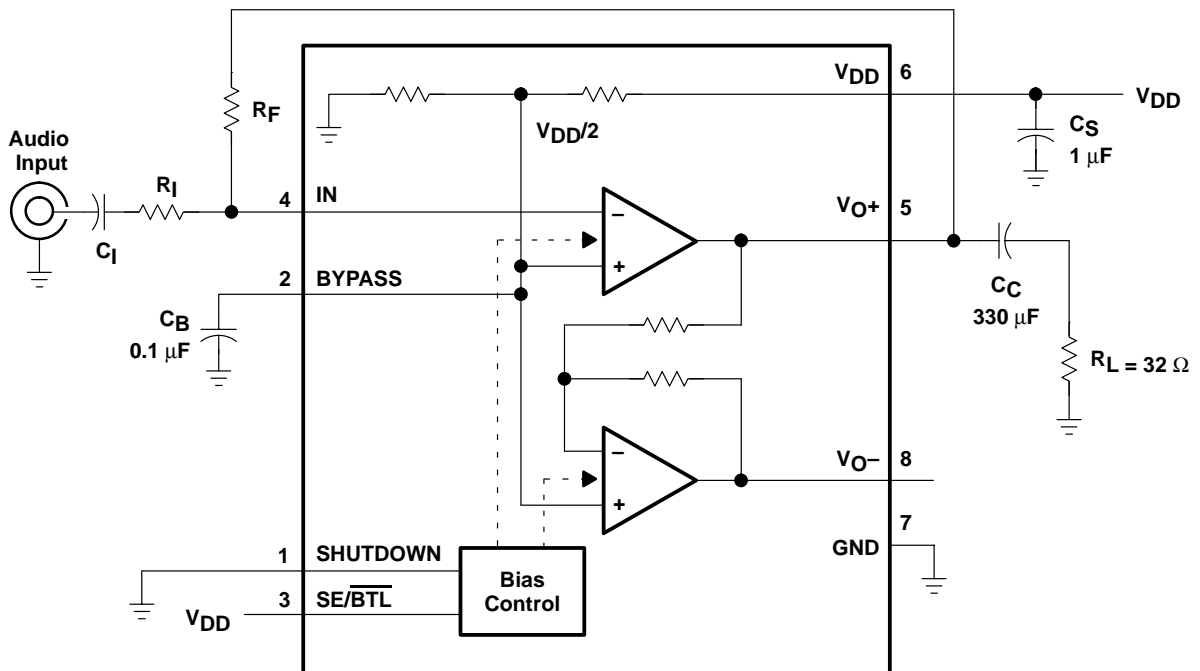 VDD 6
VDD
RF
VDD/2
CS
1 μF
Audio
Input
RI
4 IN
CI
VO+ 5
−
+
2 BYPASS
CB
0.1 μF
CC
330 μF
RL = 32 Ω
−
+
VO− 8
7
GND
1 SHUTDOWN
3 SE/BTL
VDD
Bias
Control